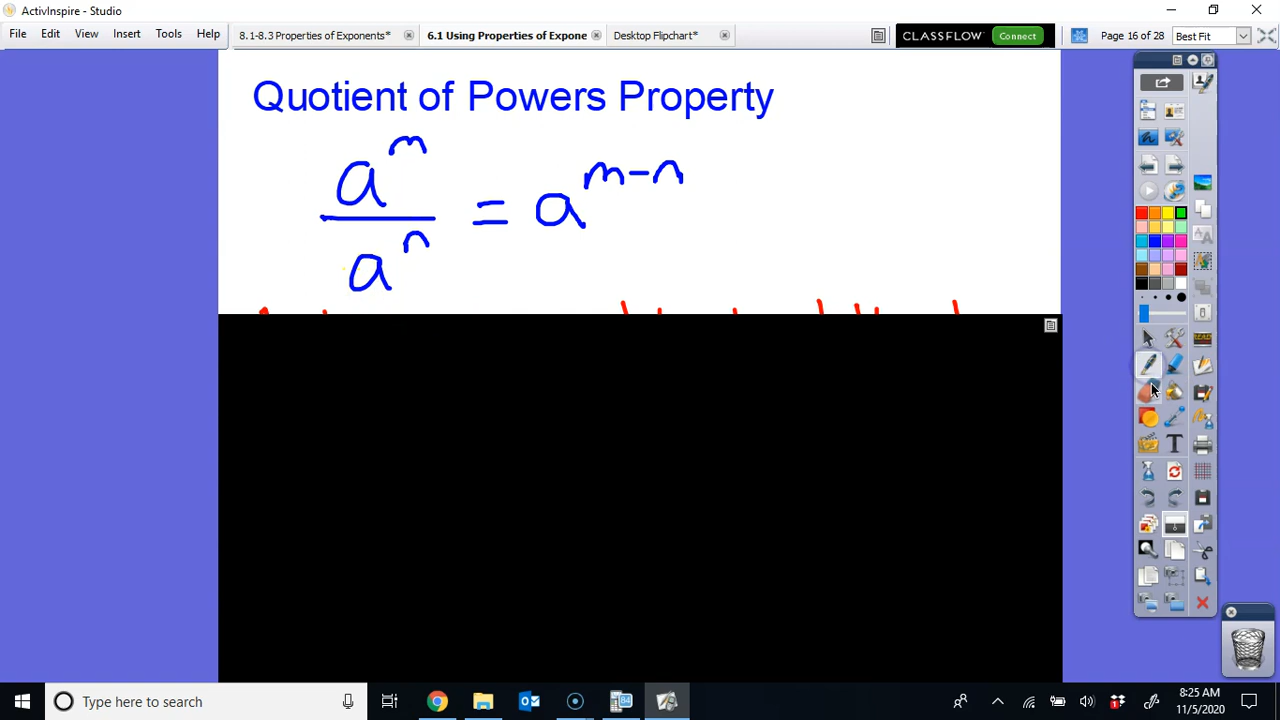 ActivInspire - Studio
File Edit View Insert Tools Help
8.1-8.3 Properties of Exponents*
6.1 Using Properties of Expone
Desktop Flipchart*
CLASSFLOW Connect
Page 16 of 28
Best Fit
Quotient of Powers Property
a^m / a^n = a^(m-n)
Type here to search
8:25 AM
11/5/2020